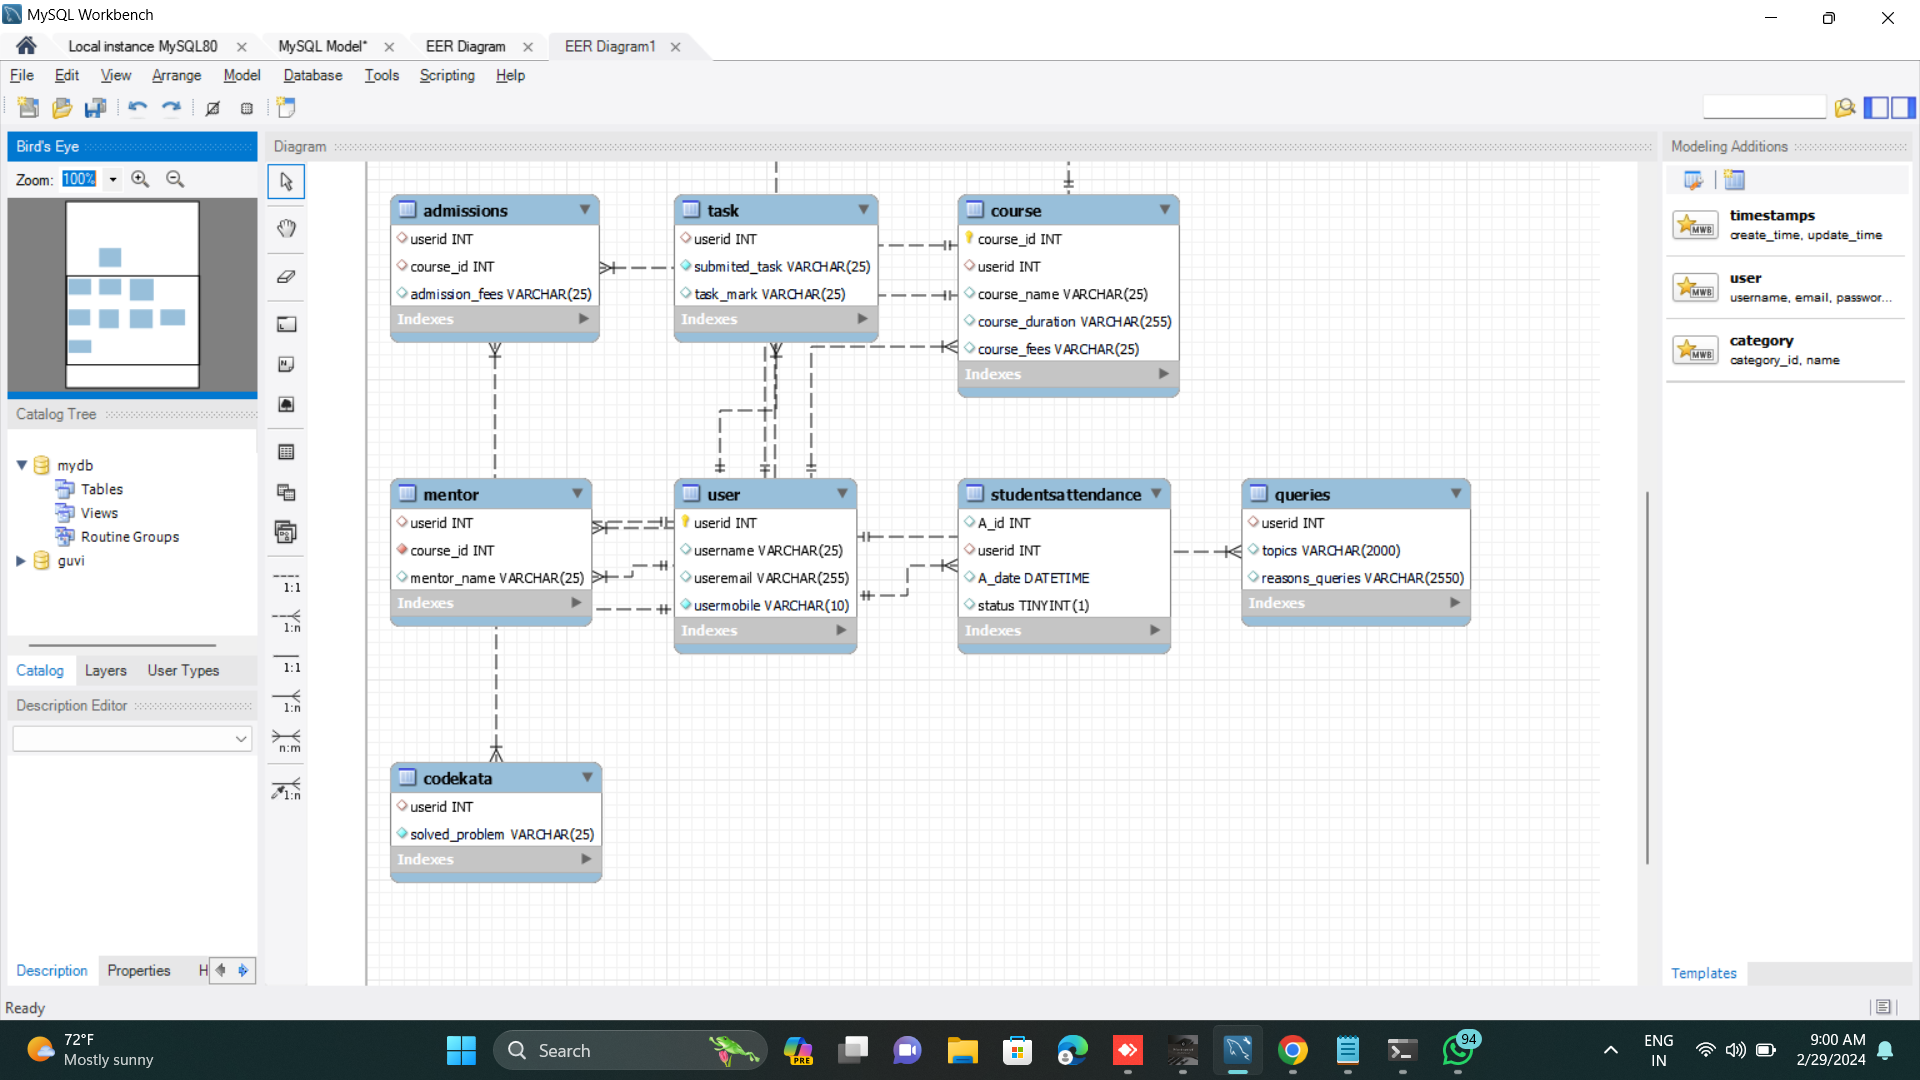 MySQL Workbench
Local instance MySQL80
MySQL Model*
EER Diagram
EER Diagram1
File Edit View Arrange Model Database Tools Scripting Help
Bird's Eye
Zoom: 100%
Diagram
Modeling Additions
timestamps
create_time, update_time
user
username, email, passwor...
category
category_id, name
admissions
userid INT
course_id INT
admission_fees VARCHAR(25)
Indexes
task
userid INT
submited_task VARCHAR(25)
task_mark VARCHAR(25)
Indexes
course
course_id INT
userid INT
course_name VARCHAR(25)
course_duration VARCHAR(255)
course_fees VARCHAR(25)
Indexes
Catalog Tree
mydb
Tables
Views
Routine Groups
guvi
1:1
1:n
1:1
1:n
n:m
1:n
mentor
userid INT
course_id INT
mentor_name VARCHAR(25)
Indexes
user
userid INT
username VARCHAR(25)
useremail VARCHAR(255)
usermobile VARCHAR(10)
Indexes
studentsattendance
A_id INT
userid INT
A_date DATETIME
status TINYINT(1)
Indexes
queries
userid INT
topics VARCHAR(2000)
reasons_queries VARCHAR(2550)
Indexes
codekata
userid INT
solved_problem VARCHAR(25)
Indexes
Catalog Layers User Types
Description Editor
Description Properties H
Templates
Ready
72°F
Mostly sunny
Search
PRE
94
ENG
IN
9:00 AM
2/29/2024